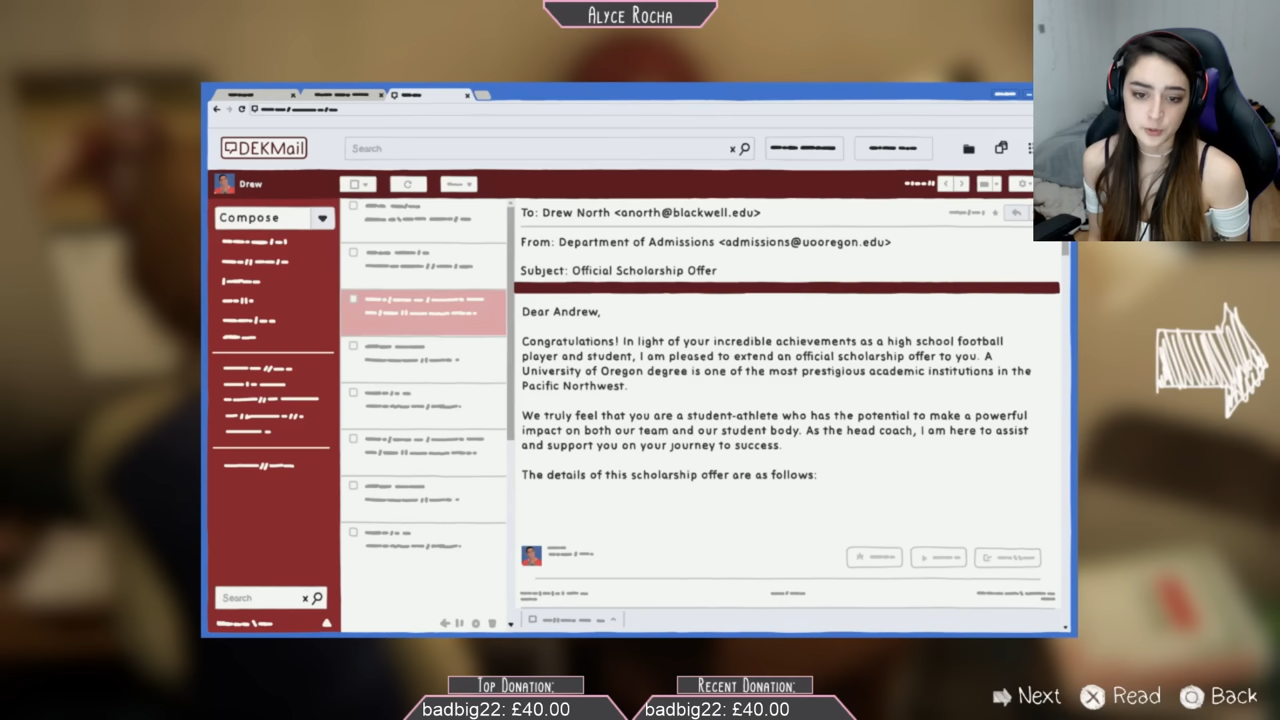 Alyce Rocha
DEKMail
Search
Drew
Compose
To: Drew North <anorth@blackwell.edu>
From: Department of Admissions <admissions@uooregon.edu>
Subject: Official Scholarship Offer
Dear Andrew,
Congratulations! In light of your incredible achievements as a high school football
player and student, I am pleased to extend an official scholarship offer to you. A
University of Oregon degree is one of the most prestigious academic institutions in the
Pacific Northwest.
We truly feel that you are a student-athlete who has the potential to make a powerful
impact on both our team and our student body. As the head coach, I am here to assist
and support you on your journey to success.
The details of this scholarship offer are as follows:
Search
Next
Read
Back
Top Donation:
badbig22: £40.00
Recent Donation:
badbig22: £40.00